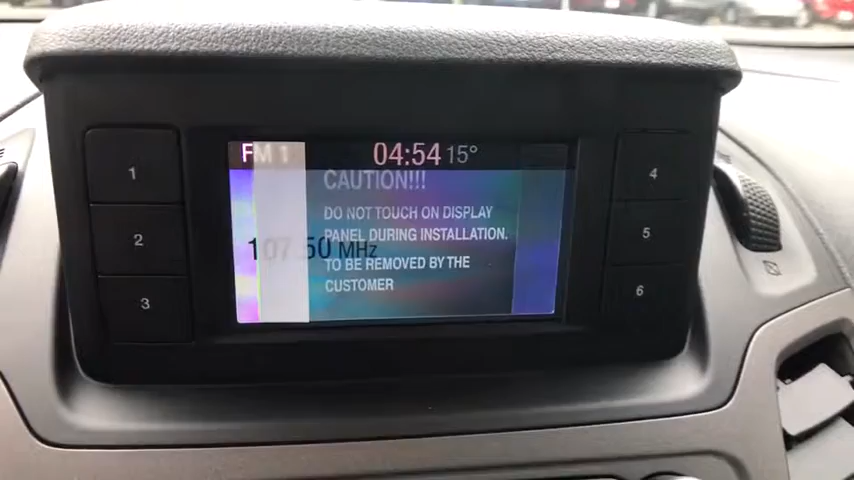 FM 1 04:54 15°
CAUTION!!!
DO NOT TOUCH ON DISPLAY
PANEL DURING INSTALLATION.
107.50 MHz
TO BE REMOVED BY THE
CUSTOMER
1
2
3
4
5
6